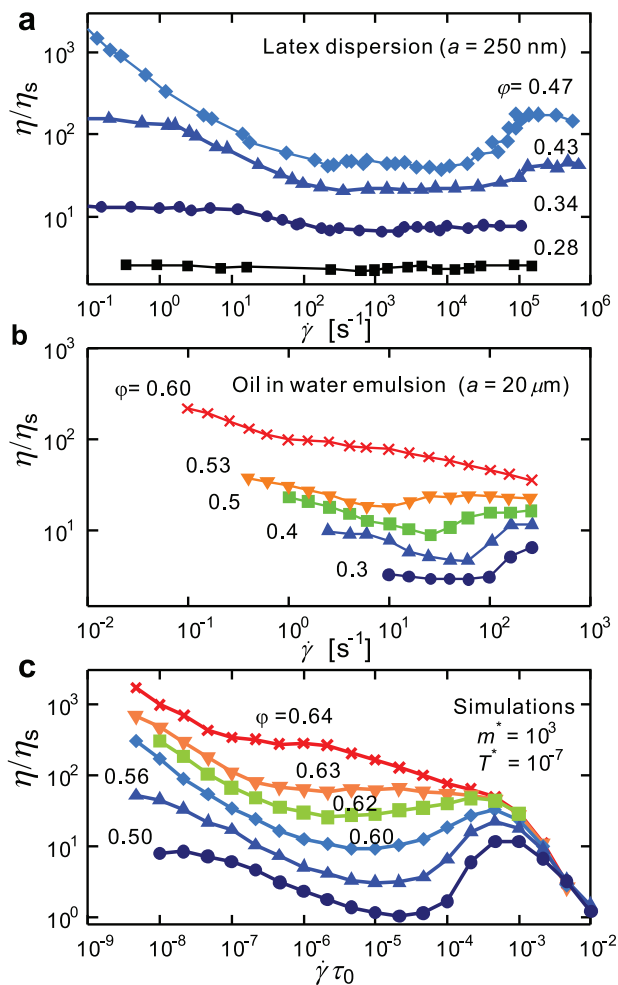 a
Latex dispersion (a = 250 nm)
φ= 0.47
0.43
0.34
0.28
η/ηs
10³
10²
10¹
10⁻¹ 10⁰ 10¹ 10² 10³ 10⁴ 10⁵ 10⁶
γ̇ [s⁻¹]
b
Oil in water emulsion (a = 20 μm)
φ= 0.60
0.53
0.5
0.4
0.3
η/ηs
10³
10²
10¹
10⁻² 10⁻¹ 10⁰ 10¹ 10² 10³
γ̇ [s⁻¹]
c
Simulations
m* = 10³
T* = 10⁻⁷
φ = 0.64
0.63
0.62
0.60
0.56
0.50
η/ηs
10³
10²
10¹
10⁰
10⁻⁹ 10⁻⁸ 10⁻⁷ 10⁻⁶ 10⁻⁵ 10⁻⁴ 10⁻³ 10⁻²
γ̇ τ₀